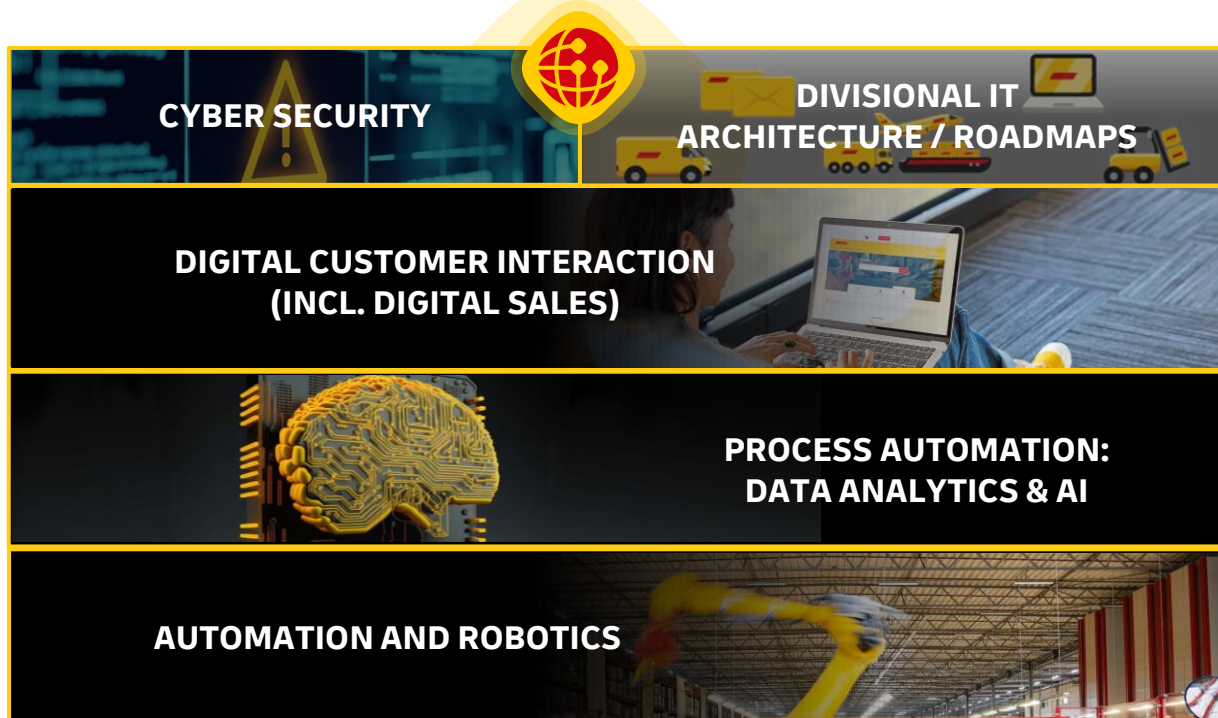 CYBER SECURITY
DIVISIONAL IT
ARCHITECTURE / ROADMAPS
DIGITAL CUSTOMER INTERACTION
(INCL. DIGITAL SALES)
PROCESS AUTOMATION:
DATA ANALYTICS & AI
AUTOMATION AND ROBOTICS